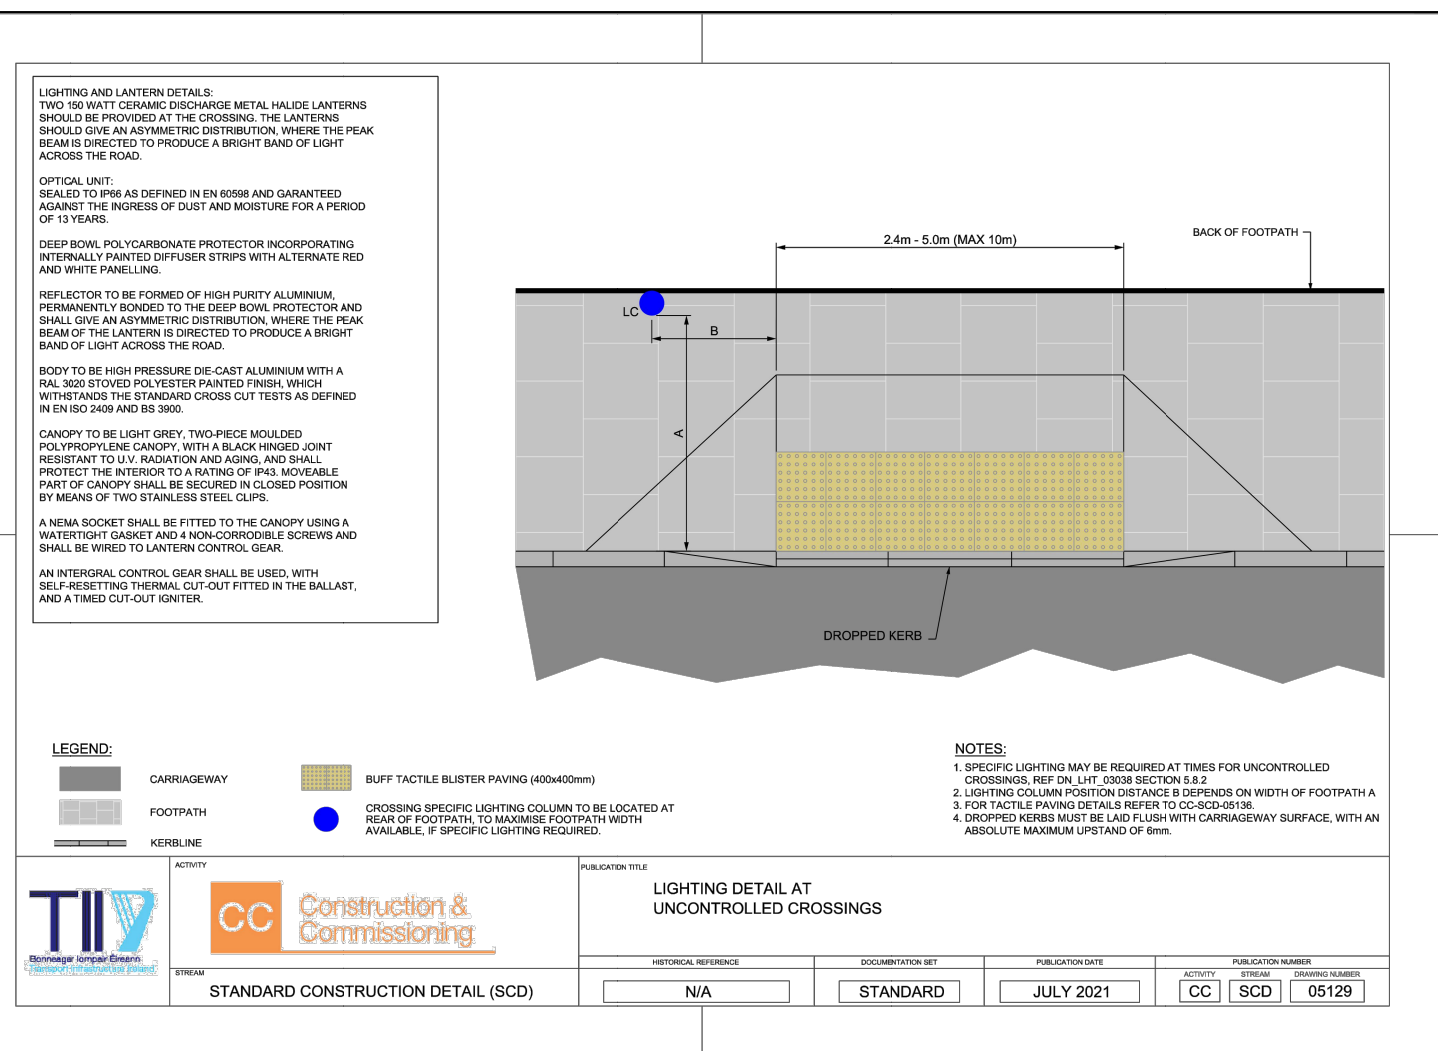 LIGHTING AND LANTERN DETAILS:
TWO 150 WATT CERAMIC DISCHARGE METAL HALIDE LANTERNS
SHOULD BE PROVIDED AT THE CROSSING. THE LANTERNS
SHOULD GIVE AN ASYMMETRIC DISTRIBUTION, WHERE THE PEAK
BEAM IS DIRECTED TO PRODUCE A BRIGHT BAND OF LIGHT
ACROSS THE ROAD.
OPTICAL UNIT:
SEALED TO IP66 AS DEFINED IN EN 60598 AND GARANTEED
AGAINST THE INGRESS OF DUST AND MOISTURE FOR A PERIOD
OF 13 YEARS.
DEEP BOWL POLYCARBONATE PROTECTOR INCORPORATING
INTERNALLY PAINTED DIFFUSER STRIPS WITH ALTERNATE RED
AND WHITE PANELLING.
REFLECTOR TO BE FORMED OF HIGH PURITY ALUMINIUM,
PERMANENTLY BONDED TO THE DEEP BOWL PROTECTOR AND
SHALL GIVE AN ASYMMETRIC DISTRIBUTION, WHERE THE PEAK
BEAM OF THE LANTERN IS DIRECTED TO PRODUCE A BRIGHT
BAND OF LIGHT ACROSS THE ROAD.
BODY TO BE HIGH PRESSURE DIE-CAST ALUMINIUM WITH A
RAL 3020 STOVED POLYESTER PAINTED FINISH, WHICH
WITHSTANDS THE STANDARD CROSS CUT TESTS AS DEFINED
IN EN ISO 2409 AND BS 3900.
CANOPY TO BE LIGHT GREY, TWO-PIECE MOULDED
POLYPROPYLENE CANOPY, WITH A BLACK HINGED JOINT
RESISTANT TO U.V. RADIATION AND AGING, AND SHALL
PROTECT THE INTERIOR TO A RATING OF IP43. MOVEABLE
PART OF CANOPY SHALL BE SECURED IN CLOSED POSITION
BY MEANS OF TWO STAINLESS STEEL CLIPS.
A NEMA SOCKET SHALL BE FITTED TO THE CANOPY USING A
WATERTIGHT GASKET AND 4 NON-CORRODIBLE SCREWS AND
SHALL BE WIRED TO LANTERN CONTROL GEAR.
AN INTERGRAL CONTROL GEAR SHALL BE USED, WITH
SELF-RESETTING THERMAL CUT-OUT FITTED IN THE BALLAST,
AND A TIMED CUT-OUT IGNITER.
2.4m - 5.0m (MAX 10m)
BACK OF FOOTPATH
LC
B
A
DROPPED KERB
LEGEND:
CARRIAGEWAY
FOOTPATH
KERBLINE
BUFF TACTILE BLISTER PAVING (400x400mm)
CROSSING SPECIFIC LIGHTING COLUMN TO BE LOCATED AT
REAR OF FOOTPATH, TO MAXIMISE FOOTPATH WIDTH
AVAILABLE, IF SPECIFIC LIGHTING REQUIRED.
NOTES:
1. SPECIFIC LIGHTING MAY BE REQUIRED AT TIMES FOR UNCONTROLLED
CROSSINGS, REF DN_LHT_03038 SECTION 5.8.2
2. LIGHTING COLUMN POSITION DISTANCE B DEPENDS ON WIDTH OF FOOTPATH A
3. FOR TACTILE PAVING DETAILS REFER TO CC-SCD-05136.
4. DROPPED KERBS MUST BE LAID FLUSH WITH CARRIAGEWAY SURFACE, WITH AN
ABSOLUTE MAXIMUM UPSTAND OF 6mm.
TII
Bonneagar Iompair Éireann
Transport Infrastructure Ireland
ACTIVITY
CC
Construction &
Commissioning
STREAM
STANDARD CONSTRUCTION DETAIL (SCD)
PUBLICATION TITLE
LIGHTING DETAIL AT
UNCONTROLLED CROSSINGS
HISTORICAL REFERENCE
N/A
DOCUMENTATION SET
STANDARD
PUBLICATION DATE
JULY 2021
PUBLICATION NUMBER
ACTIVITY STREAM DRAWING NUMBER
CC SCD 05129